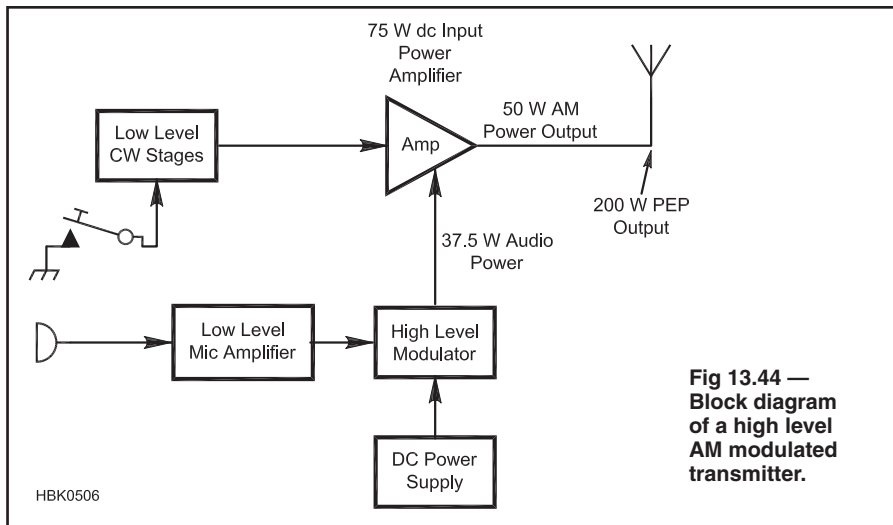 75 W dc Input
Power
Amplifier
50 W AM
Power Output
Low Level
CW Stages
Amp
200 W PEP
Output
37.5 W Audio
Power
Low Level
Mic Amplifier
High Level
Modulator
DC Power
Supply
Fig 13.44 —
Block diagram
of a high level
AM modulated
transmitter.
HBK0506